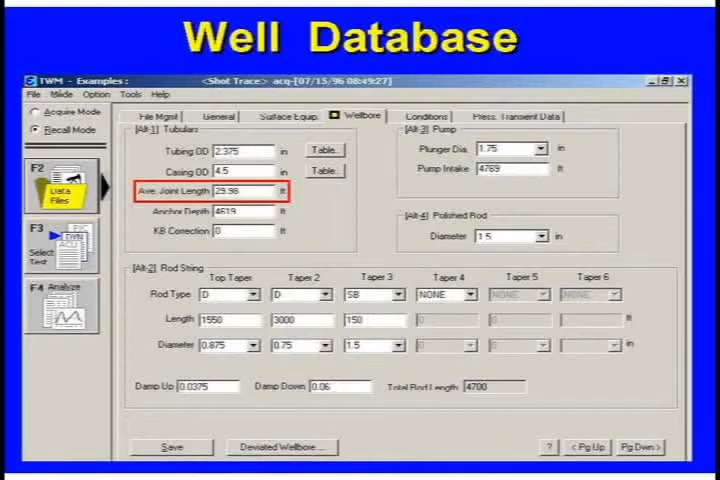 Well Database
TWM - Examples : <Shot Trace> acq-[07/15/96 08:49:27]
File Mode Option Tools Help
Acquire Mode
Recall Mode
File Mgmt General Surface Equip. Wellbore Conditions Press. Transient Data
[Alt-1] Tubulars
Tubing OD 2.375 in Table...
Casing OD 4.5 in Table...
Ave. Joint Length 29.98 ft
Anchor Depth 4619 ft
KB Correction 0 ft
[Alt-3] Pump
Plunger Dia. 1.75 in
Pump Intake 4769 ft
[Alt-4] Polished Rod
Diameter 1.5 in
F2
Data
Files
F3
Select
Test
F4 Analyze
[Alt-2] Rod String
Top Taper Taper 2 Taper 3 Taper 4 Taper 5 Taper 6
Rod Type D D SB NONE NONE NONE
Length 1550 3000 150 0 0 ft
Diameter 0.875 0.75 1.5 0 0 in
Damp Up 0.0375 Damp Down 0.06 Total Rod Length 4700
Save Deviated Wellbore... ? < Pg Up Pg Dwn >